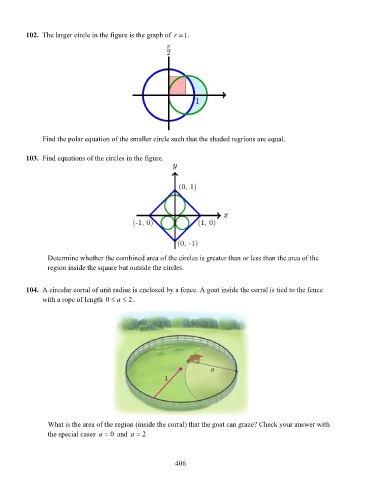 102. The larger circle in the figure is the graph of r = 1.
π
2
1
Find the polar equation of the smaller circle such that the shaded regrions are equal.
103. Find equations of the circles in the figure.
y
(0, 1)
x
(-1, 0)
(1, 0)
(0, -1)
Determine whether the combined area of the circles is greater than or less than the area of the
region inside the square but outside the circles.
104. A circular corral of unit radius is enclosed by a fence. A goat inside the corral is tied to the fence
with a rope of length 0 ≤ a ≤ 2.
a
1
What is the area of the region (inside the corral) that the goat can graze? Check your answer with
the special cases a = 0 and a = 2
406